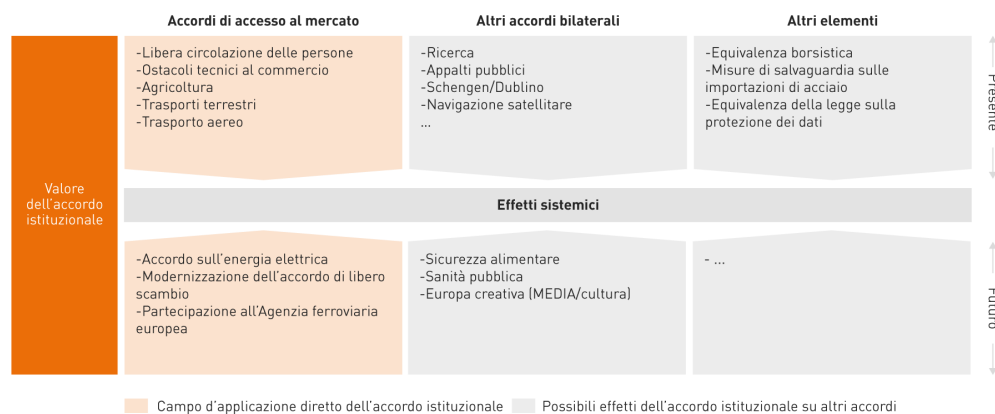 Accordi di accesso al mercato
Altri accordi bilaterali
Altri elementi
Valore
dell'accordo
istituzionale
-Libera circolazione delle persone
-Ostacoli tecnici al commercio
-Agricoltura
-Trasporti terrestri
-Trasporto aereo
-Ricerca
-Appalti pubblici
-Schengen/Dublino
-Navigazione satellitare
...
-Equivalenza borsistica
-Misure di salvaguardia sulle
importazioni di acciaio
-Equivalenza della legge sulla
protezione dei dati
Presente
Effetti sistemici
-Accordo sull'energia elettrica
-Modernizzazione dell'accordo di libero
scambio
-Partecipazione all'Agenzia ferroviaria
europea
-Sicurezza alimentare
-Sanità pubblica
-Europa creativa (MEDIA/cultura)
- ...
Futuro
Campo d'applicazione diretto dell'accordo istituzionale
Possibili effetti dell'accordo istituzionale su altri accordi